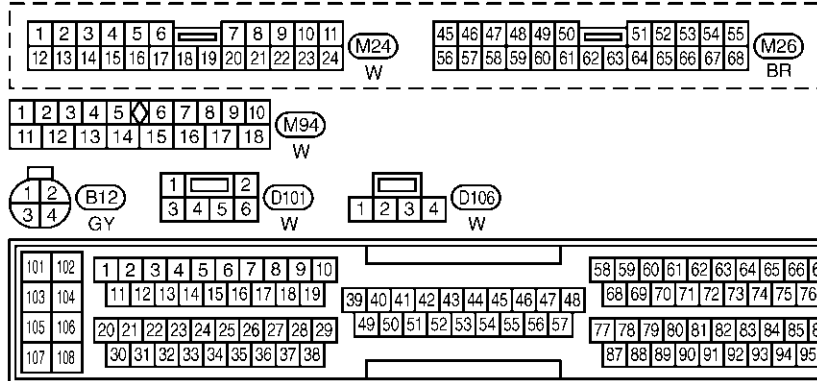 1 2 3 4 5 6 7 8 9 10 11 M24 45 46 47 48 49 50 51 52 53 54 55 M26
12 13 14 15 16 17 18 19 20 21 22 23 24 W 56 57 58 59 60 61 62 63 64 65 66 67 68 BR
1 2 3 4 5 6 7 8 9 10 M94
11 12 13 14 15 16 17 18 W
1 2 B12 1 2 D101 D106
3 4 GY 3 4 5 6 W 1 2 3 4 W
101 102 1 2 3 4 5 6 7 8 9 10 58 59 60 61 62 63 64 65 66
103 104 11 12 13 14 15 16 17 18 19 39 40 41 42 43 44 45 46 47 48 68 69 70 71 72 73 74 75 76
105 106 20 21 22 23 24 25 26 27 28 29 49 50 51 52 53 54 55 56 57 77 78 79 80 81 82 83 84 85
107 108 30 31 32 33 34 35 36 37 38 87 88 89 90 91 92 93 94 95